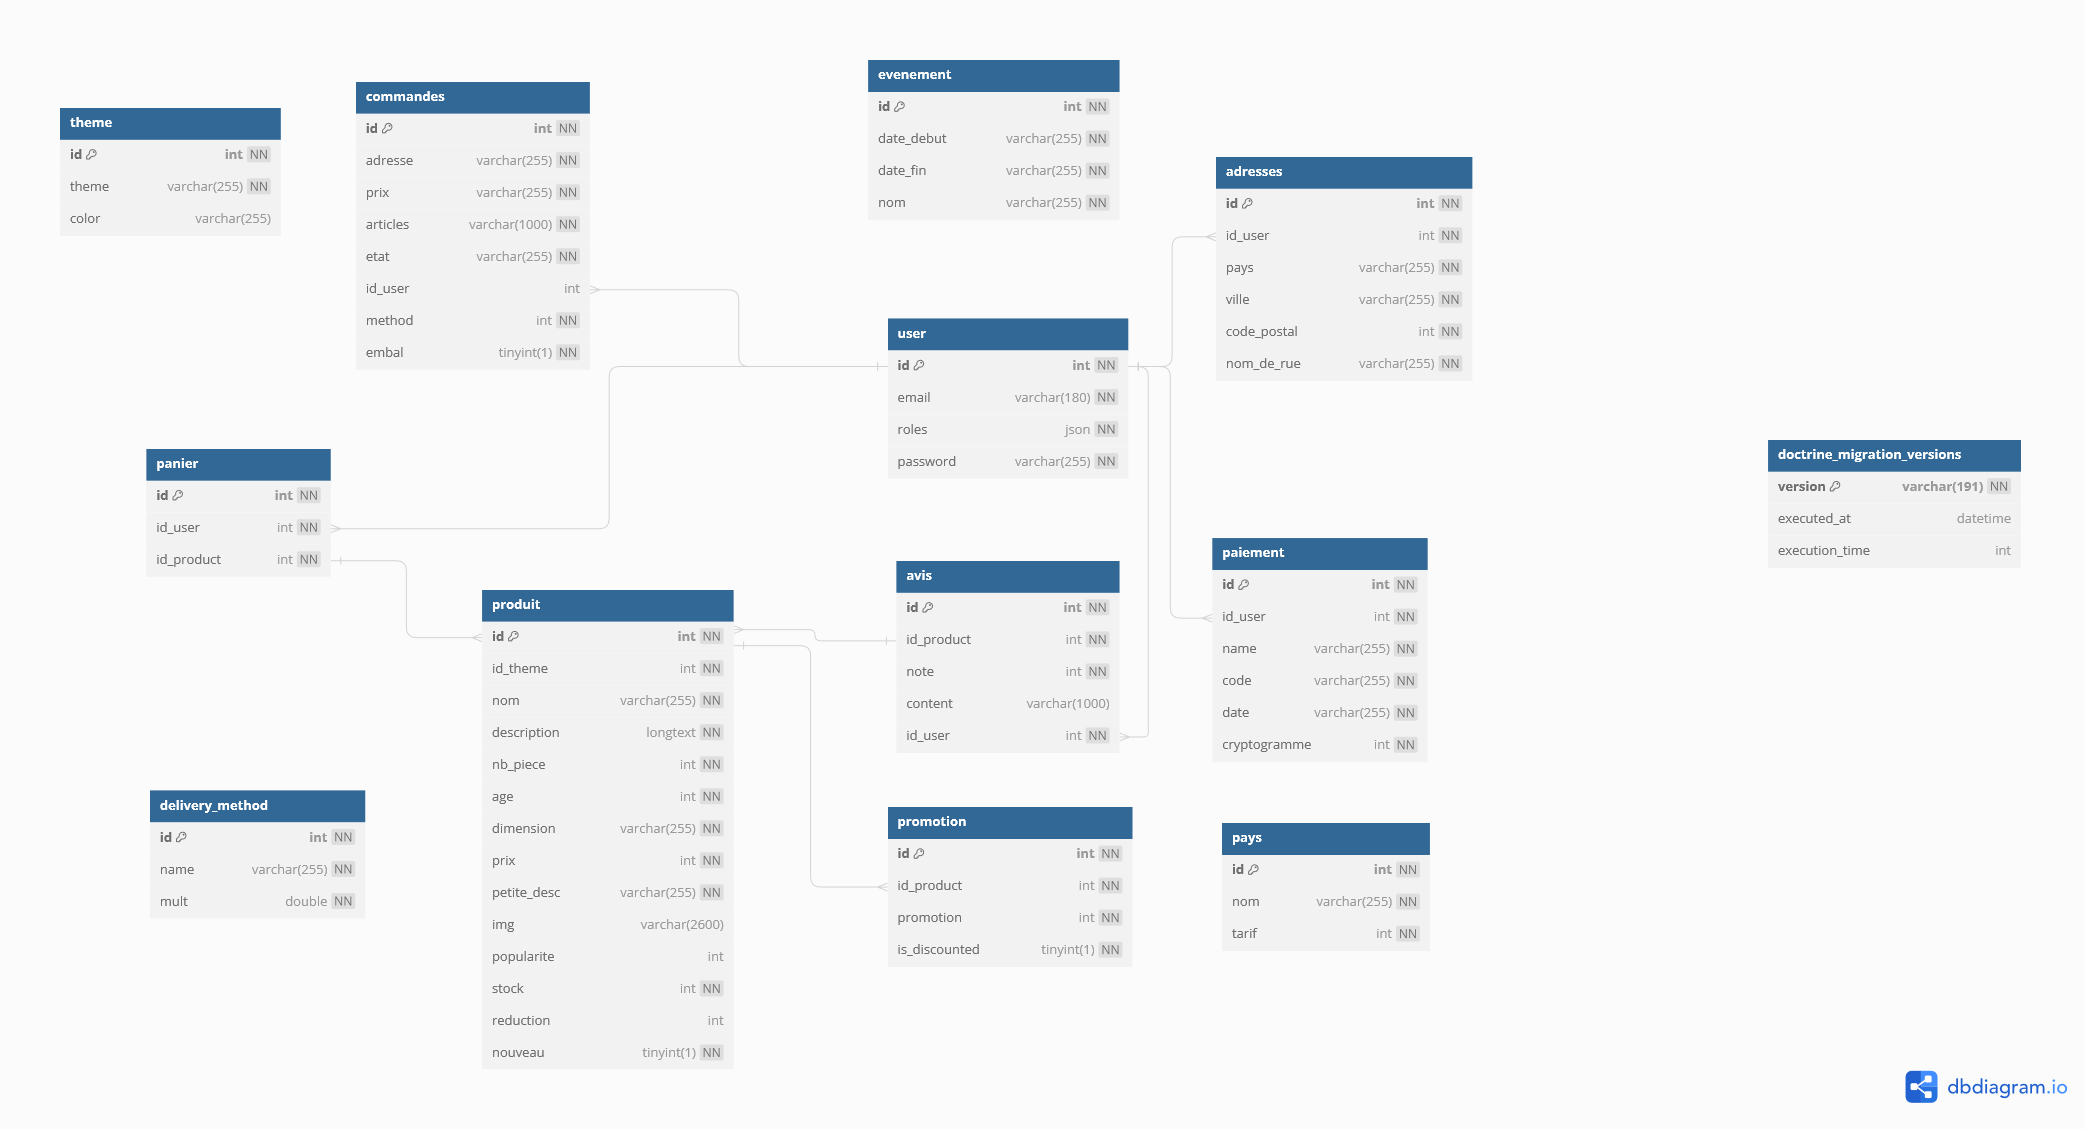 theme
id int NN
theme varchar(255) NN
color varchar(255)
commandes
id int NN
adresse varchar(255) NN
prix varchar(255) NN
articles varchar(1000) NN
etat varchar(255) NN
id_user int
method int NN
embal tinyint(1) NN
evenement
id int NN
date_debut varchar(255) NN
date_fin varchar(255) NN
nom varchar(255) NN
adresses
id int NN
id_user int NN
pays varchar(255) NN
ville varchar(255) NN
code_postal int NN
nom_de_rue varchar(255) NN
user
id int NN
email varchar(180) NN
roles json NN
password varchar(255) NN
panier
id int NN
id_user int NN
id_product int NN
doctrine_migration_versions
version varchar(191) NN
executed_at datetime
execution_time int
produit
id int NN
id_theme int NN
nom varchar(255) NN
description longtext NN
nb_piece int NN
age int NN
dimension varchar(255) NN
prix int NN
petite_desc varchar(255) NN
img varchar(2600)
popularite int
stock int NN
reduction int
nouveau tinyint(1) NN
avis
id int NN
id_product int NN
note int NN
content varchar(1000)
id_user int NN
paiement
id int NN
id_user int NN
name varchar(255) NN
code varchar(255) NN
date varchar(255) NN
cryptogramme int NN
delivery_method
id int NN
name varchar(255) NN
mult double NN
promotion
id int NN
id_product int NN
promotion int NN
is_discounted tinyint(1) NN
pays
id int NN
nom varchar(255) NN
tarif int NN
dbdiagram.io